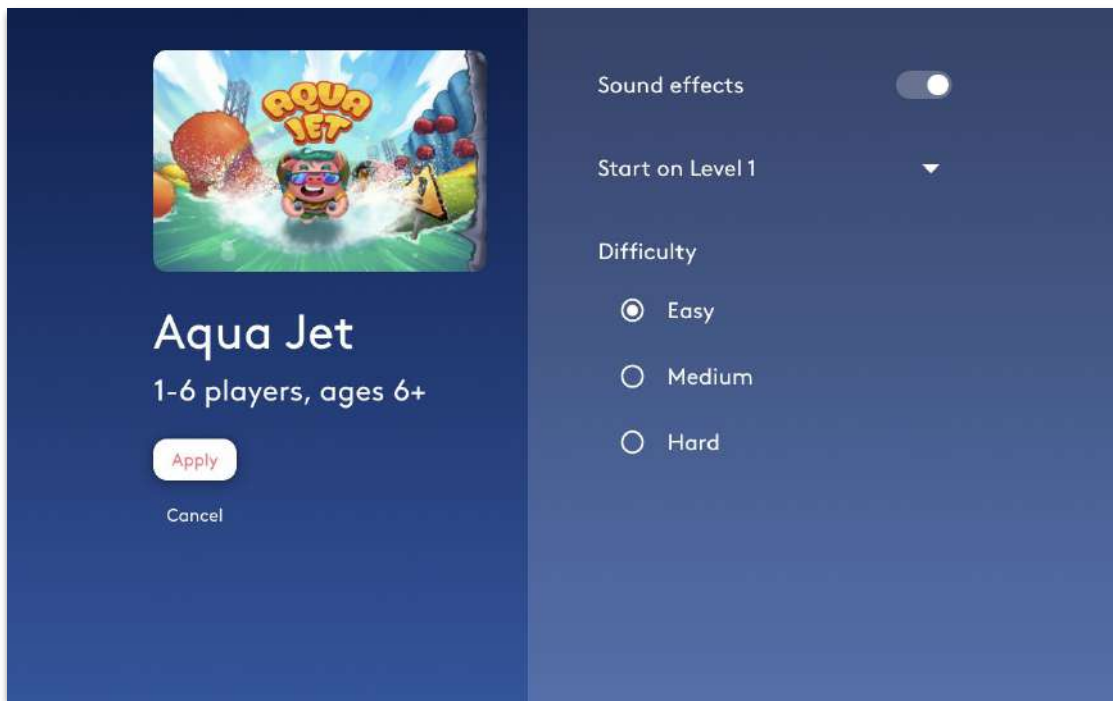 AQUA
JET
Aqua Jet
1-6 players, ages 6+
Apply
Cancel
Sound effects
Start on Level 1
Difficulty
Easy
Medium
Hard